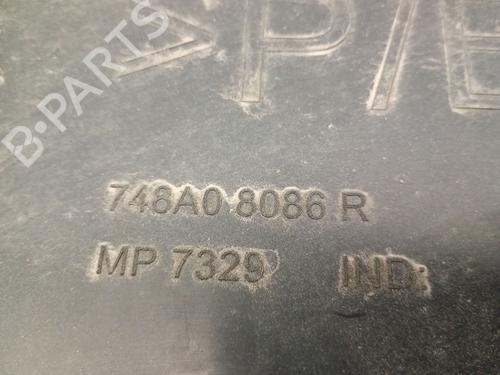 >P/E
748A0 8086 R
MP 7329 IND:
B-PARTS